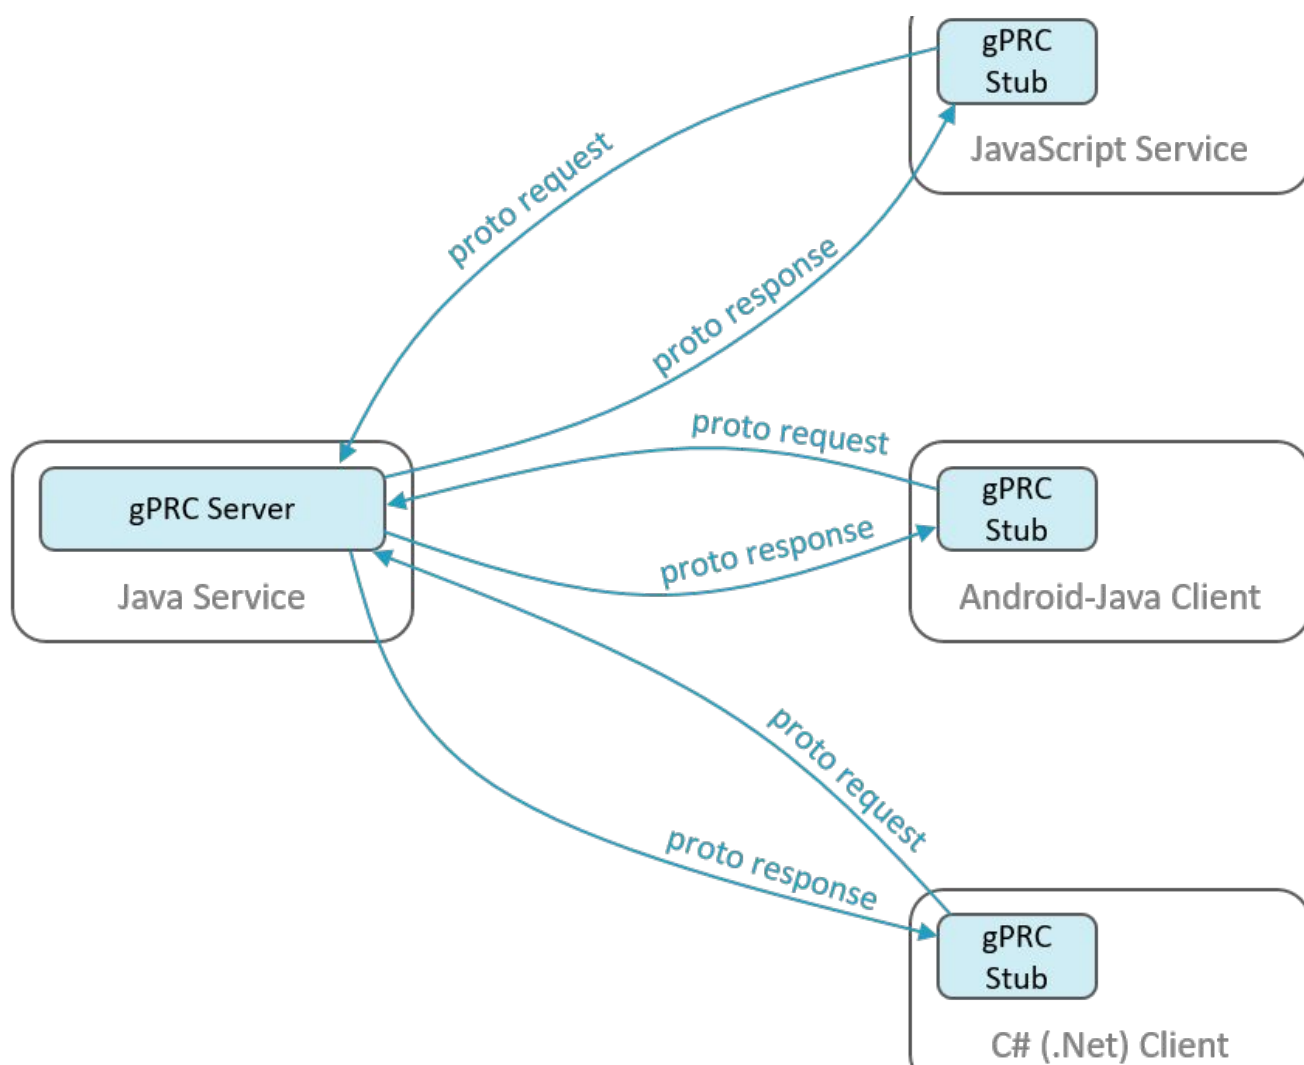 gPRC
Stub
JavaScript Service
proto request
proto response
proto request
gPRC Server
Java Service
gPRC
Stub
Android-Java Client
proto response
proto request
proto response
gPRC
Stub
C# (.Net) Client